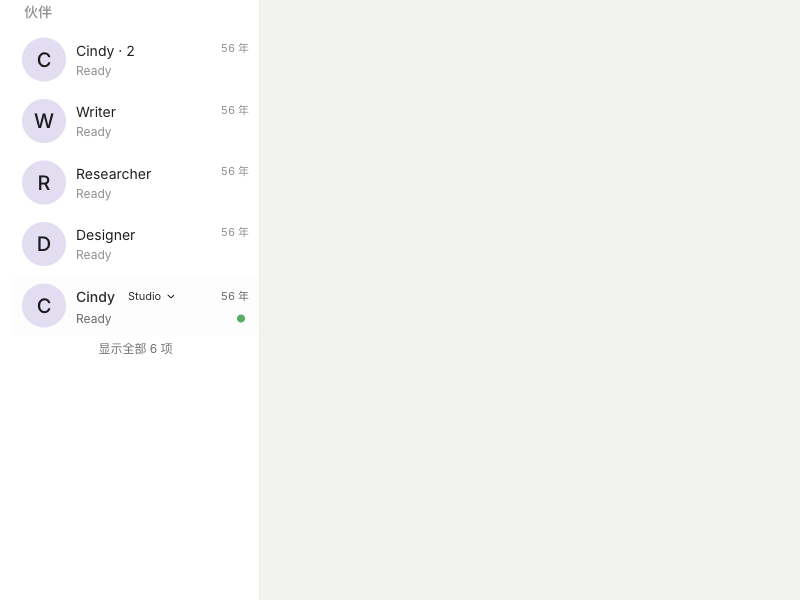 伙伴
C
Cindy · 2
56 年
Ready
W
Writer
56 年
Ready
R
Researcher
56 年
Ready
D
Designer
56 年
Ready
C
Cindy Studio
56 年
Ready
显示全部 6 项